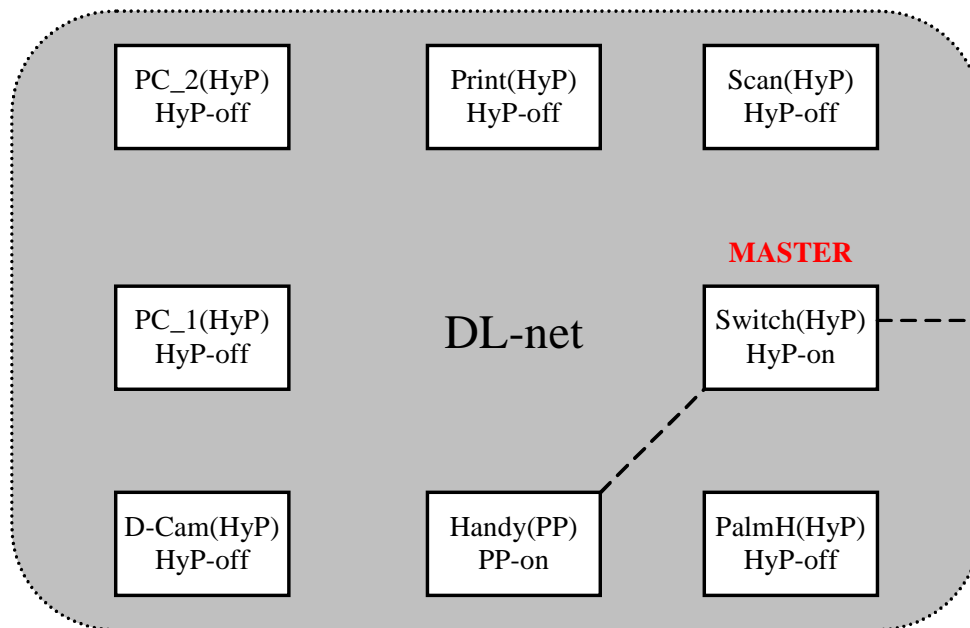 PC_2(HyP)
HyP-off
Print(HyP)
HyP-off
Scan(HyP)
HyP-off
MASTER
PC_1(HyP)
HyP-off
DL-net
Switch(HyP)
HyP-on
D-Cam(HyP)
HyP-off
Handy(PP)
PP-on
PalmH(HyP)
HyP-off